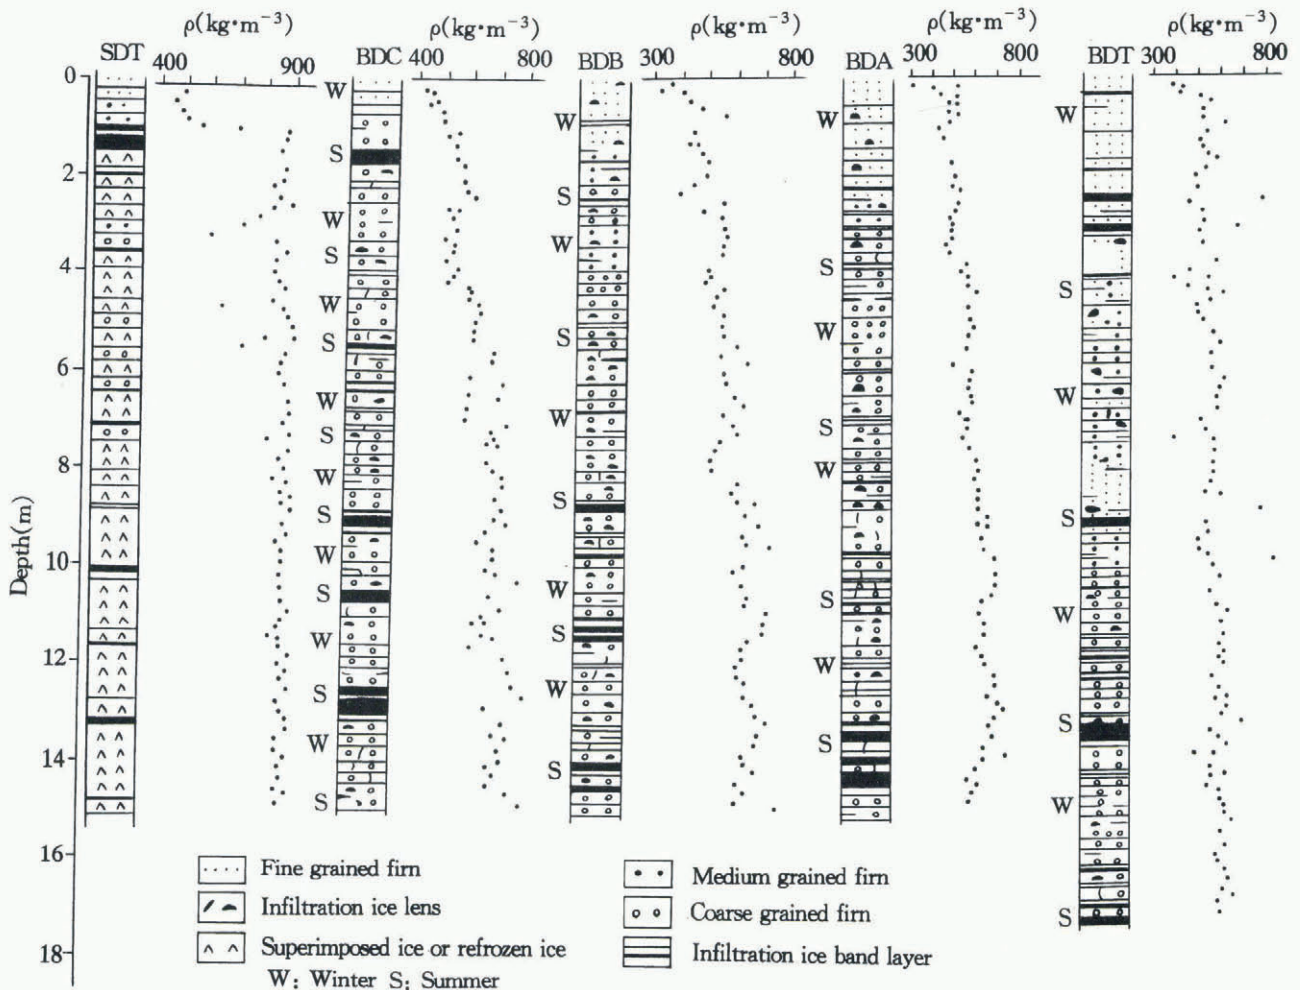 ρ(kg·m⁻³) ρ(kg·m⁻³) ρ(kg·m⁻³) ρ(kg·m⁻³) ρ(kg·m⁻³)
SDT 400 900 BDC 400 800 BDB 300 800 BDA 300 800 BDT 300 800
0
2
4
6
8
10
12
14
16
18
Depth(m)
W
S
W
S
W
S
W
S
W
S
W
S
W
S
W
S
W
S
W
S
W
S
W
S
W
S
W
S
W
S
W
S
W
S
W
S
W
S
W
S
W
S
Fine grained firn
Infiltration ice lens
Superimposed ice or refrozen ice
W: Winter S: Summer
Medium grained firn
Coarse grained firn
Infiltration ice band layer